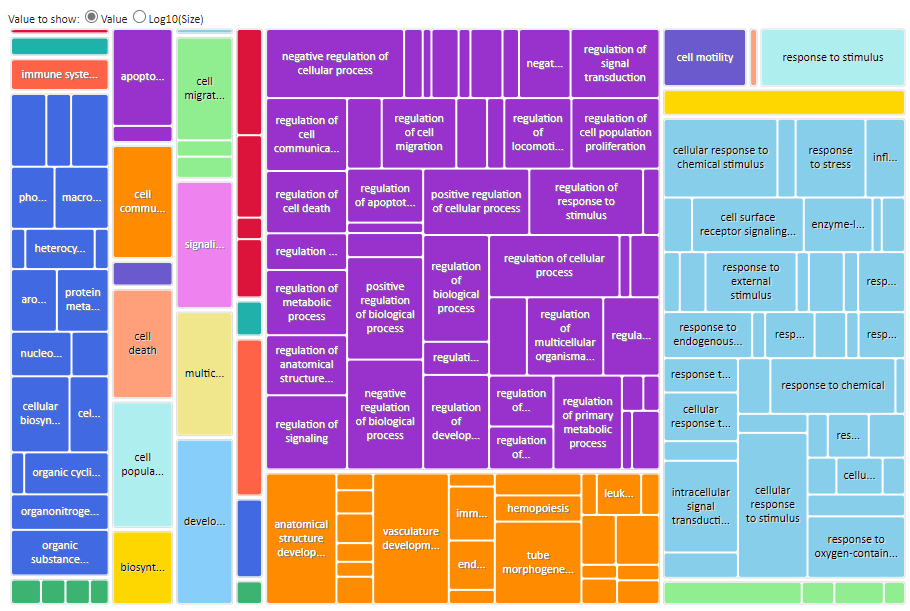 Value to show: Value Log10(Size)
immune syste...
pho...
macro...
heterocy...
aro...
protein
meta...
nucleo...
cellular
biosyn...
cel...
organic cycli...
organonitroge...
organic
substance...
apopto...
cell
commu...
cell
death
cell
popula...
biosynt...
cell
migrat...
signali...
multic...
develo...
negative regulation of
cellular process
negat...
regulation of
signal
transduction
regulation of
cell
communica...
regulation
of cell
migration
regulation
of
locomoti...
regulation of
cell population
proliferation
regulation of
cell death
regulation
of apoptot...
positive regulation
of cellular process
regulation of
response to
stimulus
regulation ...
regulation of
metabolic
process
positive
regulation
of biological
process
regulation
of
biological
process
regulation of cellular
process
regulation
of
multicellular
organisma...
regula...
regulation of
anatomical
structure...
regulati...
regulation of
signaling
negative
regulation
of biological
process
regulation
of
develop...
regulation
of...
regulation
of...
regulation
of primary
metabolic
process
anatomical
structure
develop...
vasculature
developm...
imm...
end...
hemopoiesis
tube
morphogene...
leuk...
cell motility
response to stimulus
cellular response to
chemical stimulus
response
to stress
infl...
cell surface
receptor signaling...
enzyme-l...
response to
external
stimulus
resp...
response to
endogenous...
resp...
resp...
response t...
response to chemical
cellular
response t...
res...
intracellular
signal
transducti...
cellular
response
to stimulus
cellu...
response to
oxygen-contain...